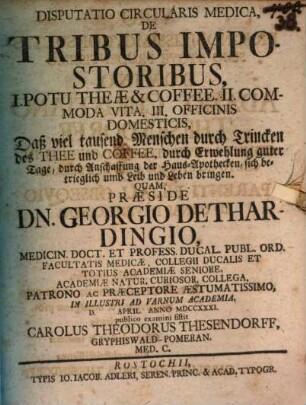 DISPUTATIO CIRCULARIS MEDICA,
DE
TRIBUS IMPO-
STORIBUS,
I. POTU THEÆ & COFFEE. II. COM-
MODA VITA, III. OFFICINIS
DOMESTICIS,
Daß viel tausend Menschen durch Trincken
des THEE und COFFEE, durch Erwehlung guter
Tage, durch Anschaffung der Haus-Apothecken, sich be-
trieglich umb Leib und Leben bringen.
QUAM,
PRÆSIDE
DN. GEORGIO DETHAR-
DINGIO,
MEDICIN. DOCT. ET PROFESS. DUCAL. PUBL. ORD.
FACULTATIS MEDICÆ, COLLEGII DUCALIS ET
TOTIUS ACADEMIÆ SENIORE,
ACADEMIÆ NATUR. CURIOSOR. COLLEGA,
PATRONO AC PRÆCEPTORE ÆSTUMATISSIMO,
IN ILLUSTRI AD VARNUM ACADEMIA,
D. APRIL. ANNO MDCCXXXI.
publico examini sistit
CAROLUS THEODORUS THESENDORFF,
GRYPHISWALD-POMERAN.
MED. C.
ROSTOCHII,
TYPIS IO. IACOB. ADLERI, SEREN. PRINC. & ACAD. TYPOGR.